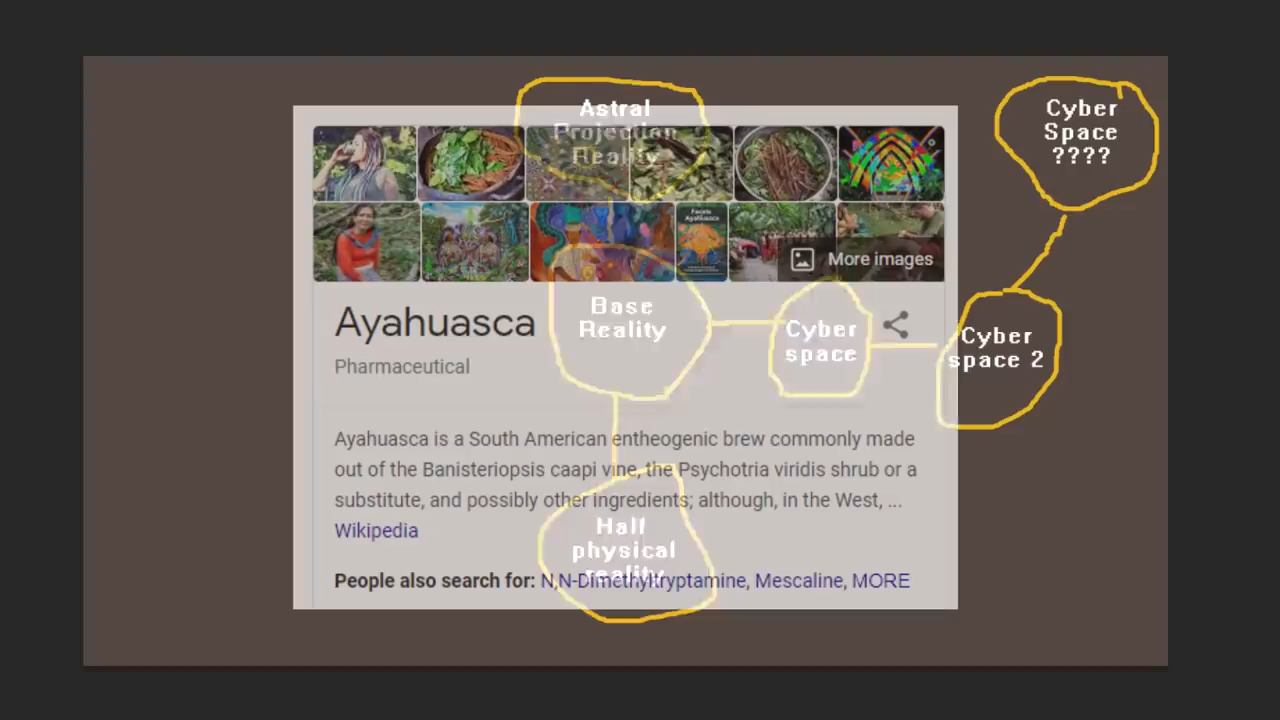 Astral
Projection
Reality
Cyber
Space
????
Facets
Ayahuasca
More images
Base
Reality
Cyber
space
Cyber
space 2
Ayahuasca
Pharmaceutical
Ayahuasca is a South American entheogenic brew commonly made
out of the Banisteriopsis caapi vine, the Psychotria viridis shrub or a
substitute, and possibly other ingredients; although, in the West, ...
Wikipedia
Half
physical
reality
People also search for: N,N-Dimethyltryptamine, Mescaline, MORE